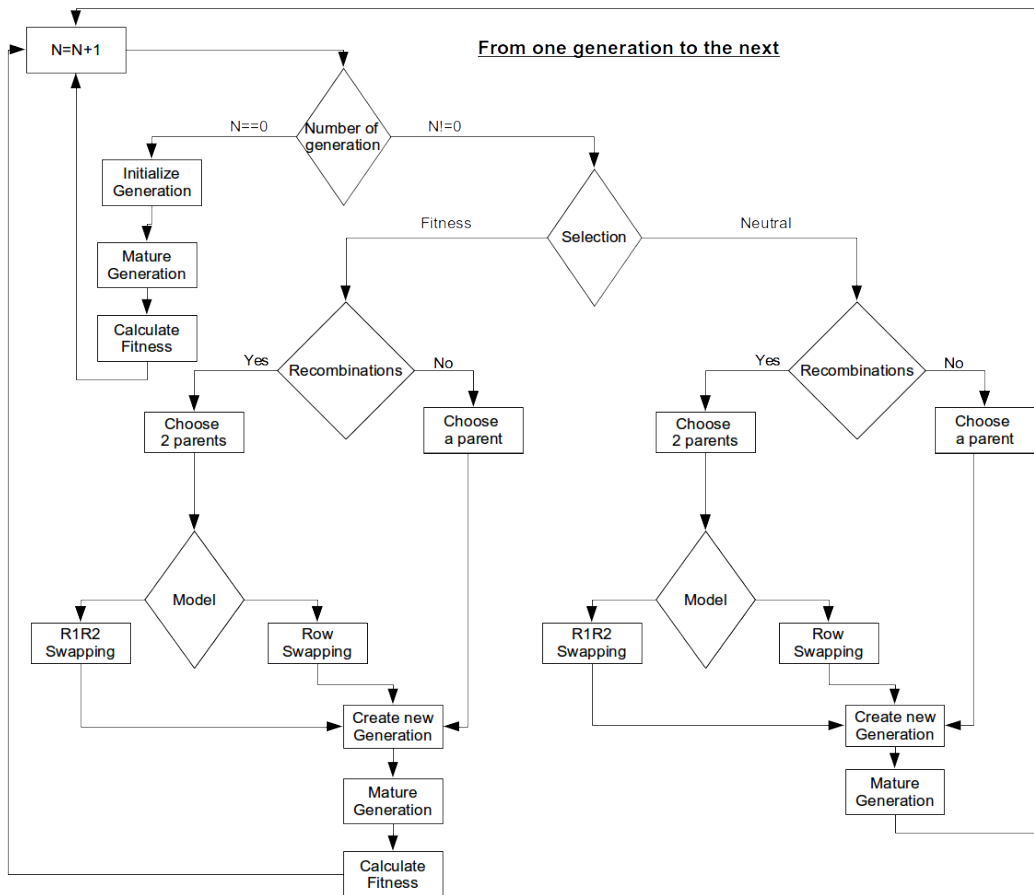 N=N+1
From one generation to the next
N==0
Number of
generation
N!=0
Initialize
Generation
Fitness
Selection
Neutral
Mature
Generation
Calculate
Fitness
Yes
Recombinations
No
Yes
Recombinations
No
Choose
2 parents
Choose
a parent
Choose
2 parents
Choose
a parent
Model
Model
R1R2
Swapping
Row
Swapping
R1R2
Swapping
Row
Swapping
Create new
Generation
Create new
Generation
Mature
Generation
Mature
Generation
Calculate
Fitness